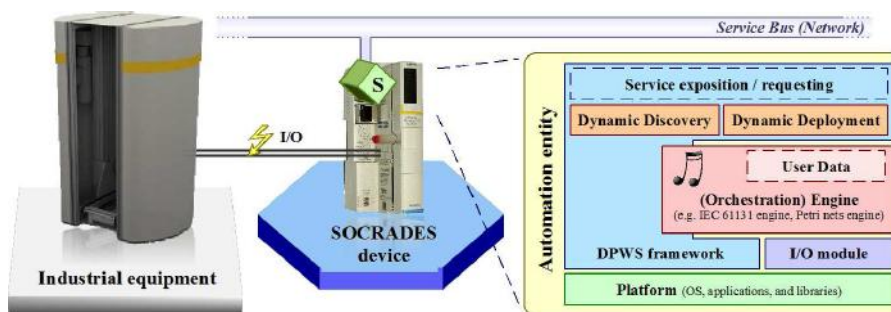 Service Bus (Network)
S
I/O
SOCRADES
device
Industrial equipment
Automation entity
Service exposition / requesting
Dynamic Discovery
Dynamic Deployment
User Data
(Orchestration) Engine
(e.g. IEC 61131 engine, Petri nets engine)
DPWS framework
I/O module
Platform (OS, applications, and libraries)